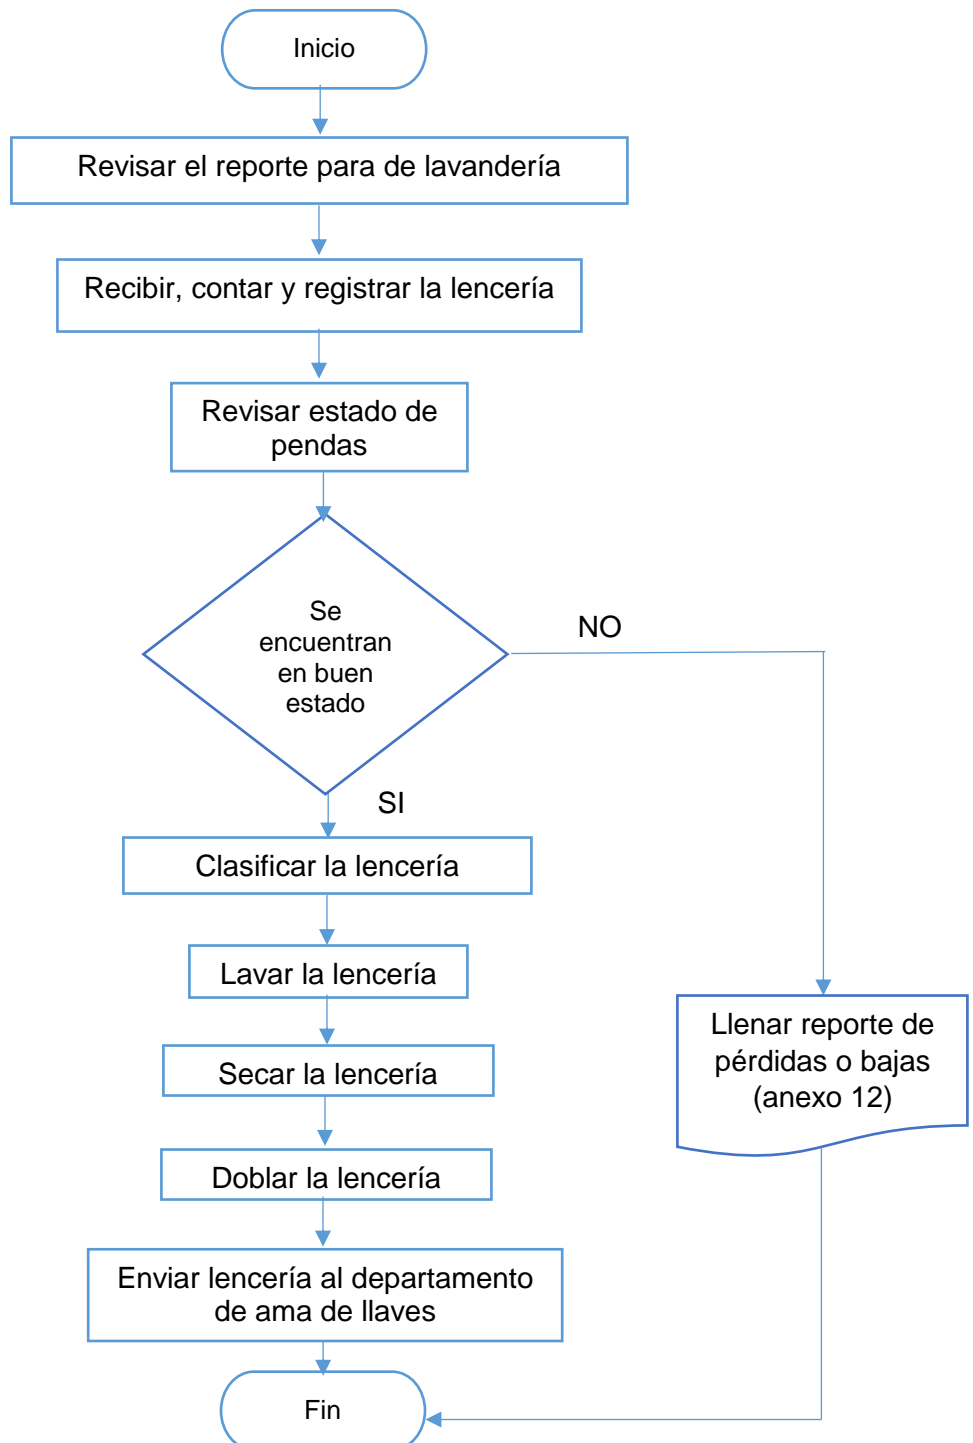 Inicio
Revisar el reporte para de lavandería
Recibir, contar y registrar la lencería
Revisar estado de
pendas
Se
encuentran
en buen
estado
NO
SI
Clasificar la lencería
Lavar la lencería
Secar la lencería
Doblar la lencería
Enviar lencería al departamento
de ama de llaves
Llenar reporte de
pérdidas o bajas
(anexo 12)
Fin